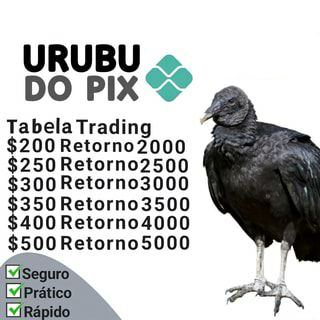 URUBU
DO PIX
Tabela Trading
$200 Retorno 2000
$250 Retorno 2500
$300 Retorno 3000
$350 Retorno 3500
$400 Retorno 4000
$500 Retorno 5000
Seguro
Prático
Rápido